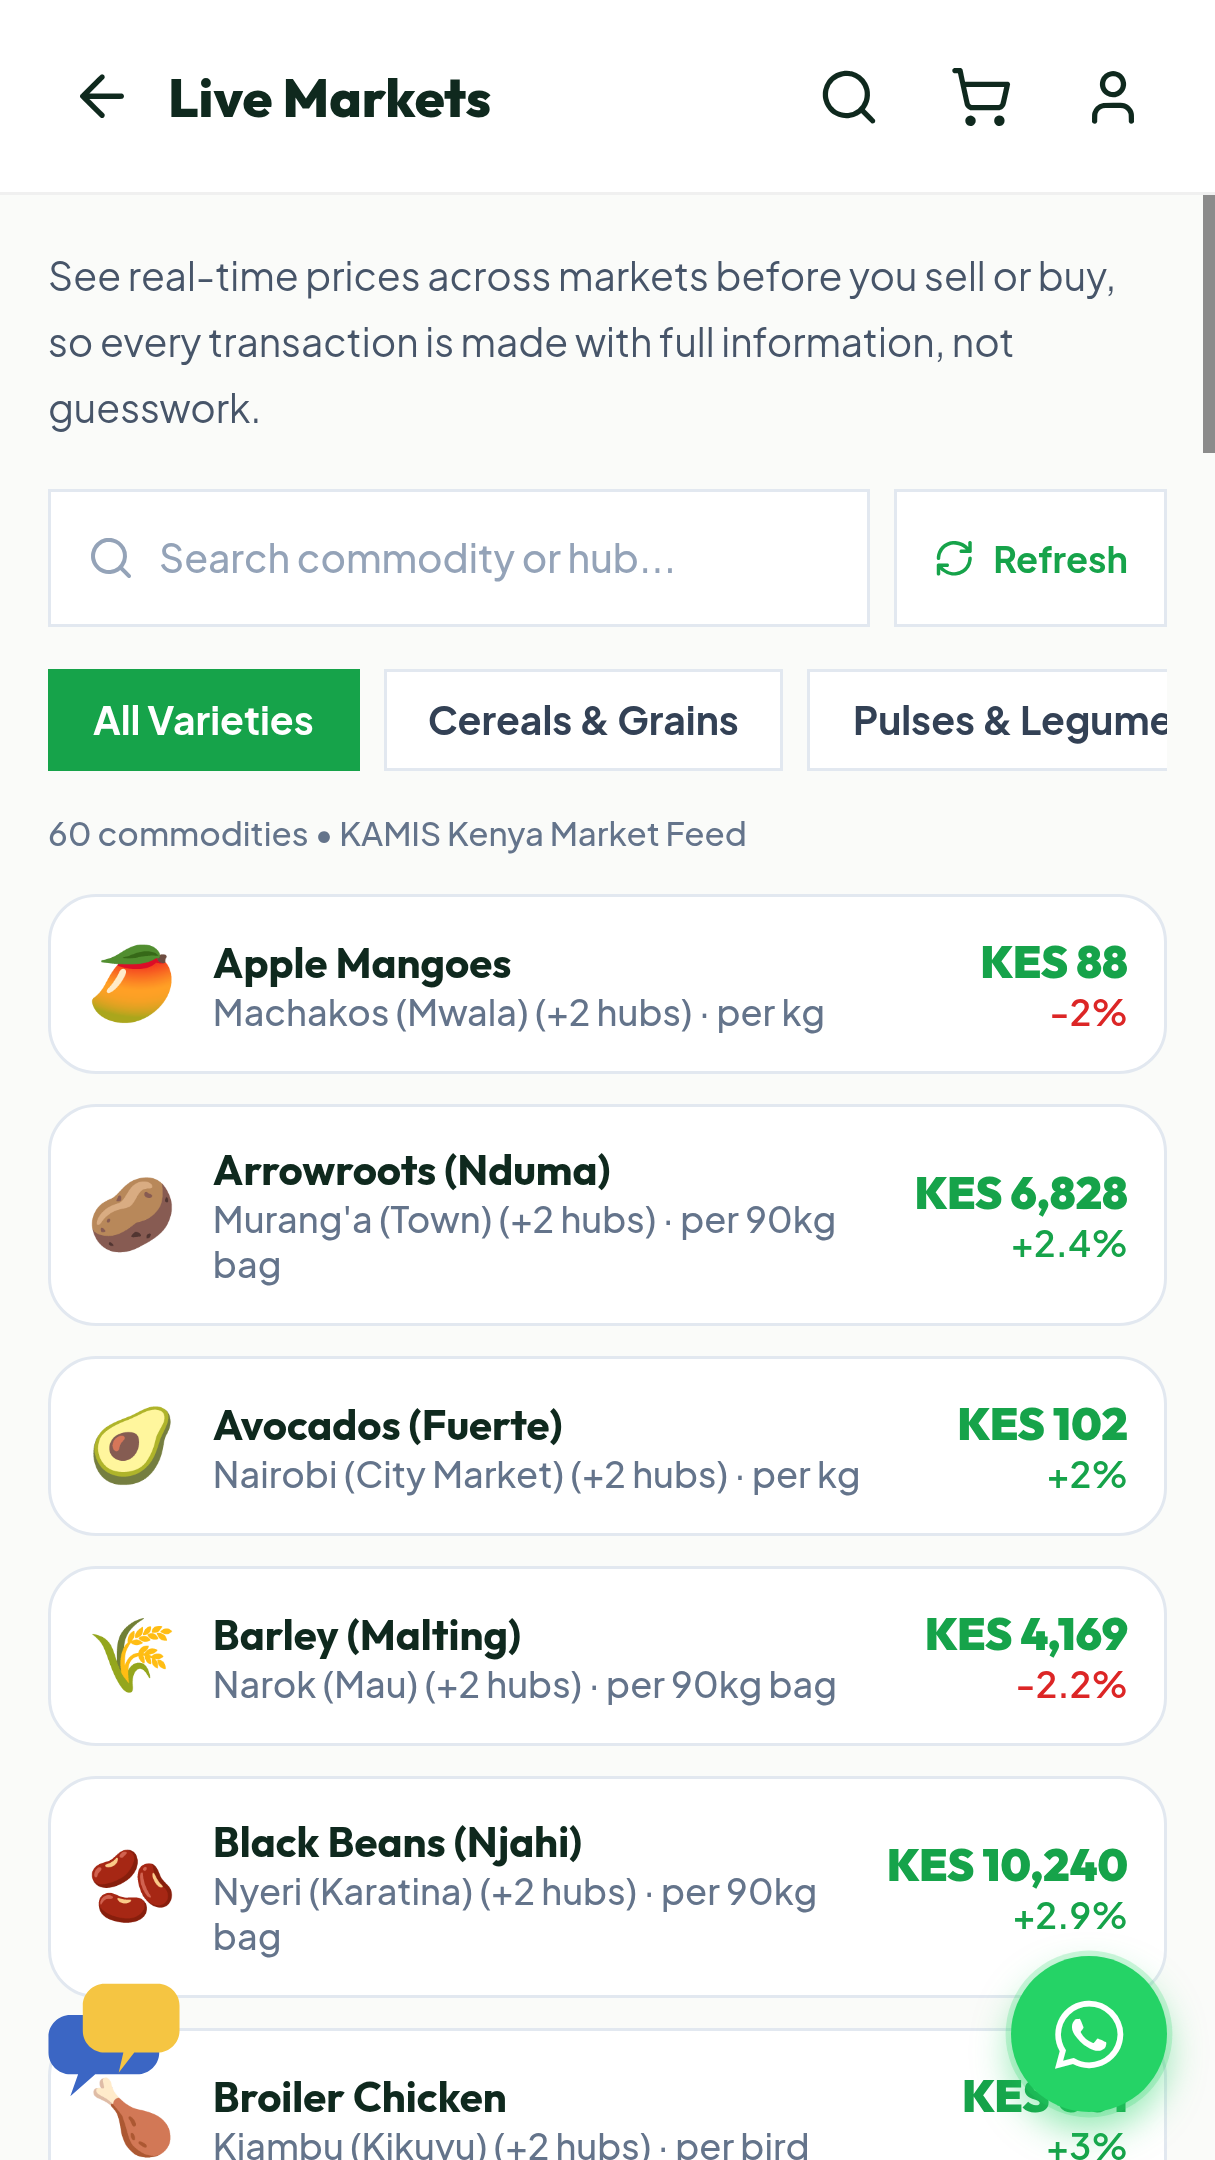 Live Markets
See real-time prices across markets before you sell or buy,
so every transaction is made with full information, not
guesswork.
Search commodity or hub...
Refresh
All Varieties
Cereals & Grains
Pulses & Legume
60 commodities • KAMIS Kenya Market Feed
Apple Mangoes
KES 88
Machakos (Mwala) (+2 hubs) · per kg
-2%
Arrowroots (Nduma)
KES 6,828
Murang'a (Town) (+2 hubs) · per 90kg
bag
+2.4%
Avocados (Fuerte)
KES 102
Nairobi (City Market) (+2 hubs) · per kg
+2%
Barley (Malting)
KES 4,169
Narok (Mau) (+2 hubs) · per 90kg bag
-2.2%
Black Beans (Njahi)
KES 10,240
Nyeri (Karatina) (+2 hubs) · per 90kg
bag
+2.9%
Broiler Chicken
KES
Kiambu (Kikuyu) (+2 hubs) · per bird
+3%